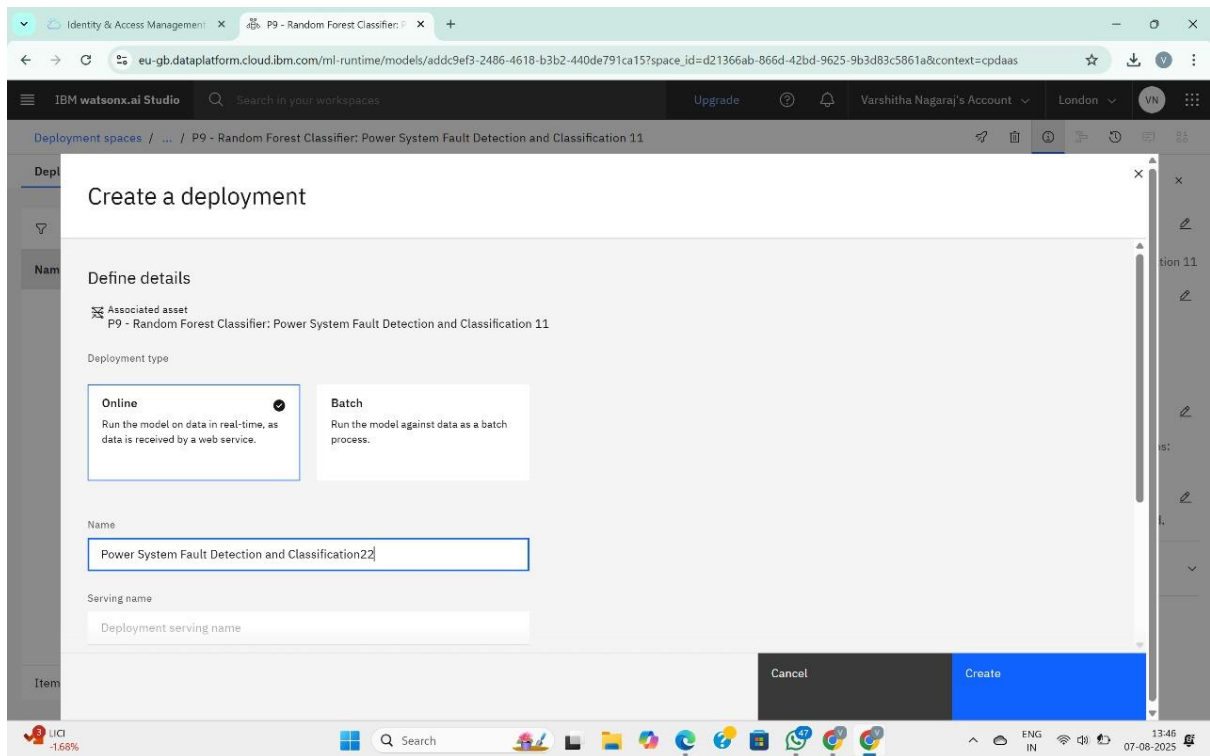 Identity & Access Management
P9 - Random Forest Classifier: P
eu-gb.dataplatform.cloud.ibm.com/ml-runtime/models/addc9ef3-2486-4618-b3b2-440de791ca15?space_id=d21366ab-866d-42bd-9625-9b3d83c5861a&context=cpdaas
V
IBM watsonx.ai Studio
Search in your workspaces
Upgrade
Varshitha Nagaraj's Account
London
VN
Deployment spaces / ... / P9 - Random Forest Classifier: Power System Fault Detection and Classification 11
Depl
Create a deployment
Nam
tion 11
Define details
Associated asset
P9 - Random Forest Classifier: Power System Fault Detection and Classification 11
Deployment type
Online
Run the model on data in real-time, as
data is received by a web service.
Batch
Run the model against data as a batch
process.
is:
Name
Power System Fault Detection and Classification22
Serving name
Deployment serving name
Item
Cancel
Create
3
LICI
-1.68%
Search
47
ENG
IN
13:46
07-08-2025